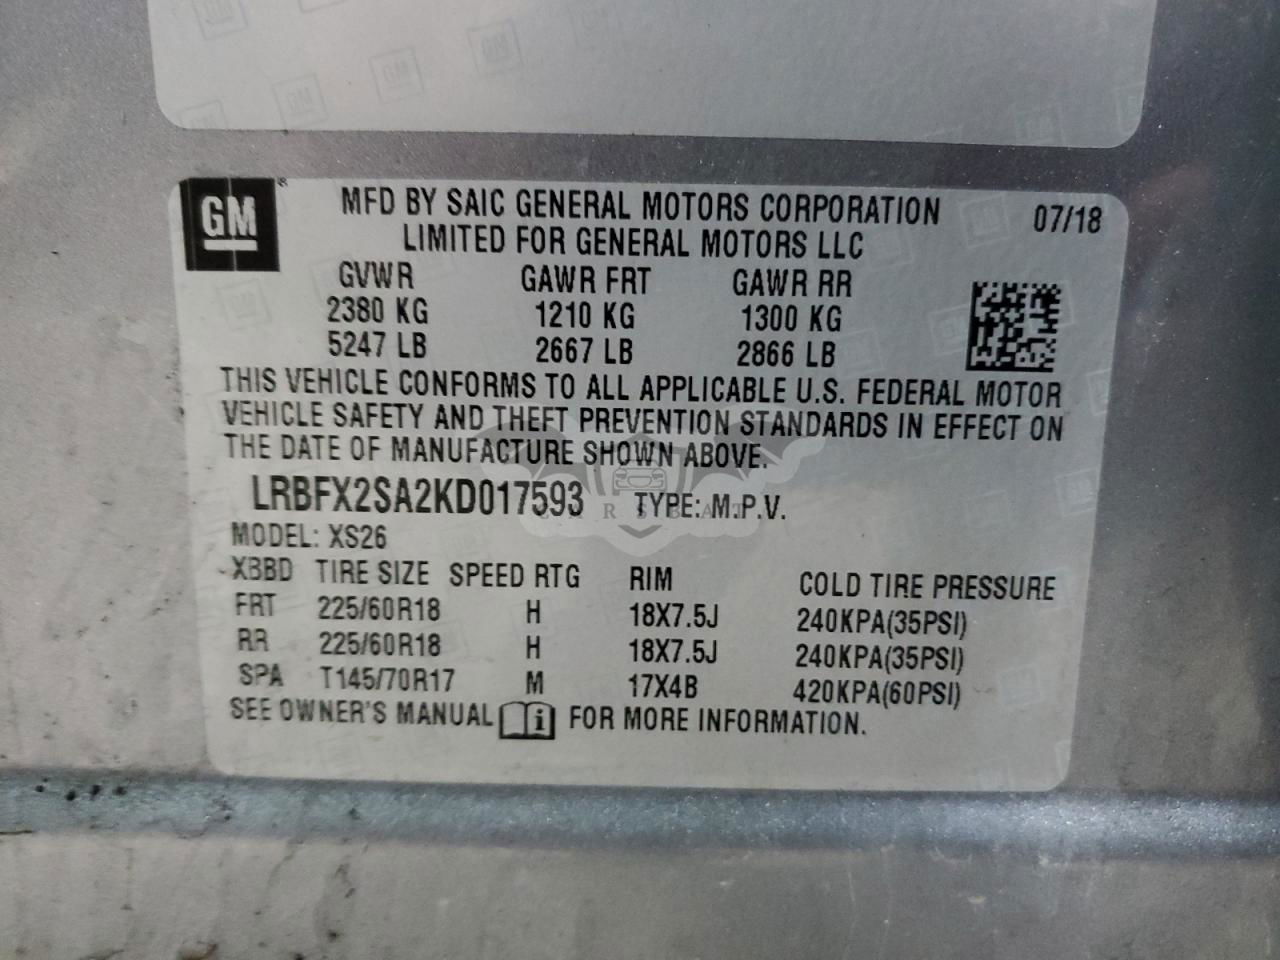 GM
MFD BY SAIC GENERAL MOTORS CORPORATION 07/18
LIMITED FOR GENERAL MOTORS LLC
GVWR GAWR FRT GAWR RR
2380 KG 1210 KG 1300 KG
5247 LB 2667 LB 2866 LB
THIS VEHICLE CONFORMS TO ALL APPLICABLE U.S. FEDERAL MOTOR
VEHICLE SAFETY AND THEFT PREVENTION STANDARDS IN EFFECT ON
THE DATE OF MANUFACTURE SHOWN ABOVE.
LRBFX2SA2KD017593 TYPE: M.P.V.
MODEL: XS26
XBBD TIRE SIZE SPEED RTG RIM COLD TIRE PRESSURE
FRT 225/60R18 H 18X7.5J 240KPA(35PSI)
RR 225/60R18 H 18X7.5J 240KPA(35PSI)
SPA T145/70R17 M 17X4B 420KPA(60PSI)
SEE OWNER'S MANUAL i FOR MORE INFORMATION.